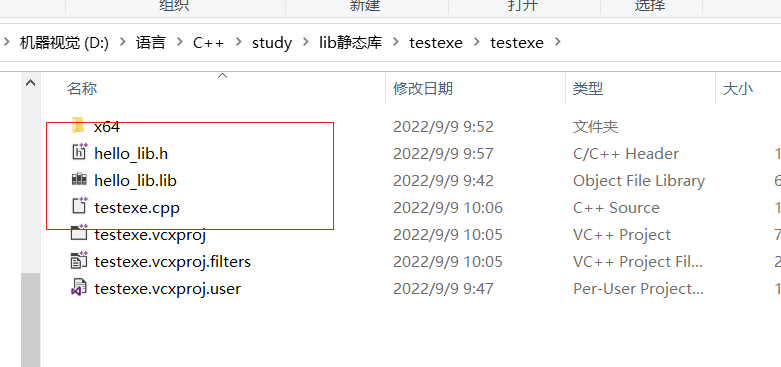 组织 新建 打开 选择
机器视觉 (D:) 语言 C++ study lib静态库 testexe testexe
名称 修改日期 类型 大小
x64 2022/9/9 9:52 文件夹
hello_lib.h 2022/9/9 9:57 C/C++ Header 1
hello_lib.lib 2022/9/9 9:42 Object File Library 6
testexe.cpp 2022/9/9 10:06 C++ Source 1
testexe.vcxproj 2022/9/9 10:05 VC++ Project 7
testexe.vcxproj.filters 2022/9/9 10:05 VC++ Project Fil... 2
testexe.vcxproj.user 2022/9/9 9:47 Per-User Project... 1